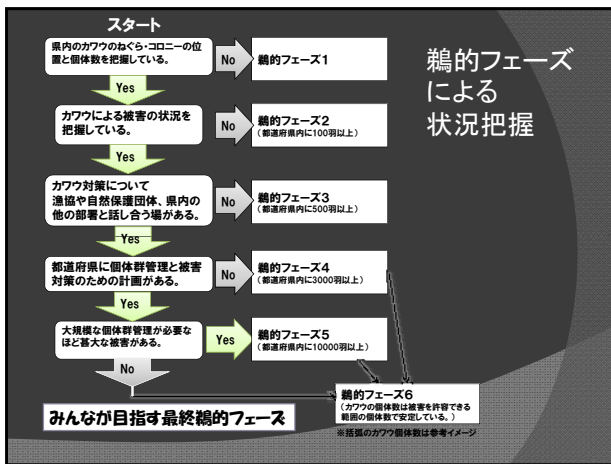 スタート
県内のカワウのねぐら・コロニーの位
置と個体数を把握している。
No
鵜的フェーズ1
Yes
カワウによる被害の状況を
把握している。
No
鵜的フェーズ2
(都道府県内に100羽以上)
Yes
カワウ対策について
漁協や自然保護団体、県内の
他の部署と話し合う場がある。
No
鵜的フェーズ3
(都道府県内に500羽以上)
Yes
都道府県に個体群管理と被害
対策のための計画がある。
No
鵜的フェーズ4
(都道府県内に3000羽以上)
Yes
大規模な個体群管理が必要な
ほど甚大な被害がある。
Yes
鵜的フェーズ5
(都道府県内に10000羽以上)
No
鵜的フェーズ6
(カワウの個体数は被害を許容できる
範囲の個体数で安定している。)
みんなが目指す最終鵜的フェーズ
※括弧のカワウ個体数は参考イメージ
鵜的フェーズ
による
状況把握